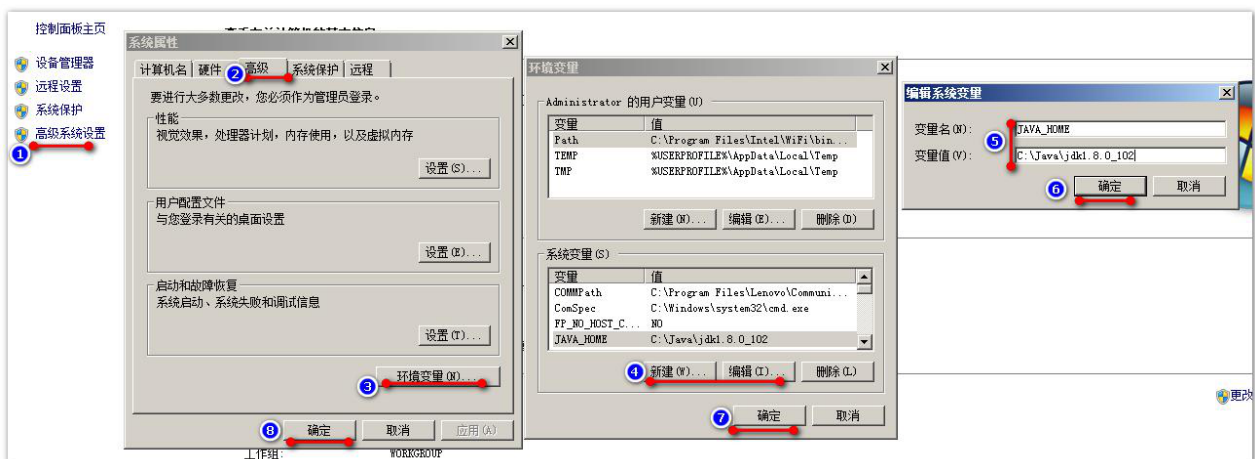 控制面板主页
设备管理器
远程设置
系统保护
高级系统设置
1
系统属性
计算机名 硬件 2 高级 系统保护 远程
要进行大多数更改，您必须作为管理员登录。
性能
视觉效果，处理器计划，内存使用，以及虚拟内存
设置(S)...
用户配置文件
与您登录有关的桌面设置
设置(E)...
启动和故障恢复
系统启动、系统失败和调试信息
设置(T)...
3 环境变量(N)...
8 确定 取消 应用(A)
工作组: WORKGROUP
环境变量
Administrator 的用户变量(U)
变量 值
Path C:\Program Files\Intel\WiFi\bin...
TEMP %USERPROFILE%\AppData\Local\Temp
TMP %USERPROFILE%\AppData\Local\Temp
新建(N)... 编辑(E)... 删除(D)
系统变量(S)
变量 值
COMMPath C:\Program Files\Lenovo\Communi...
ComSpec C:\Windows\system32\cmd.exe
FP_NO_HOST_C... NO
JAVA_HOME C:\Java\jdk1.8.0_102
4 新建(W)... 编辑(I)... 删除(L)
7 确定 取消
编辑系统变量
变量名(N): JAVA_HOME
5
变量值(V): C:\Java\jdk1.8.0_102
6 确定 取消
更改